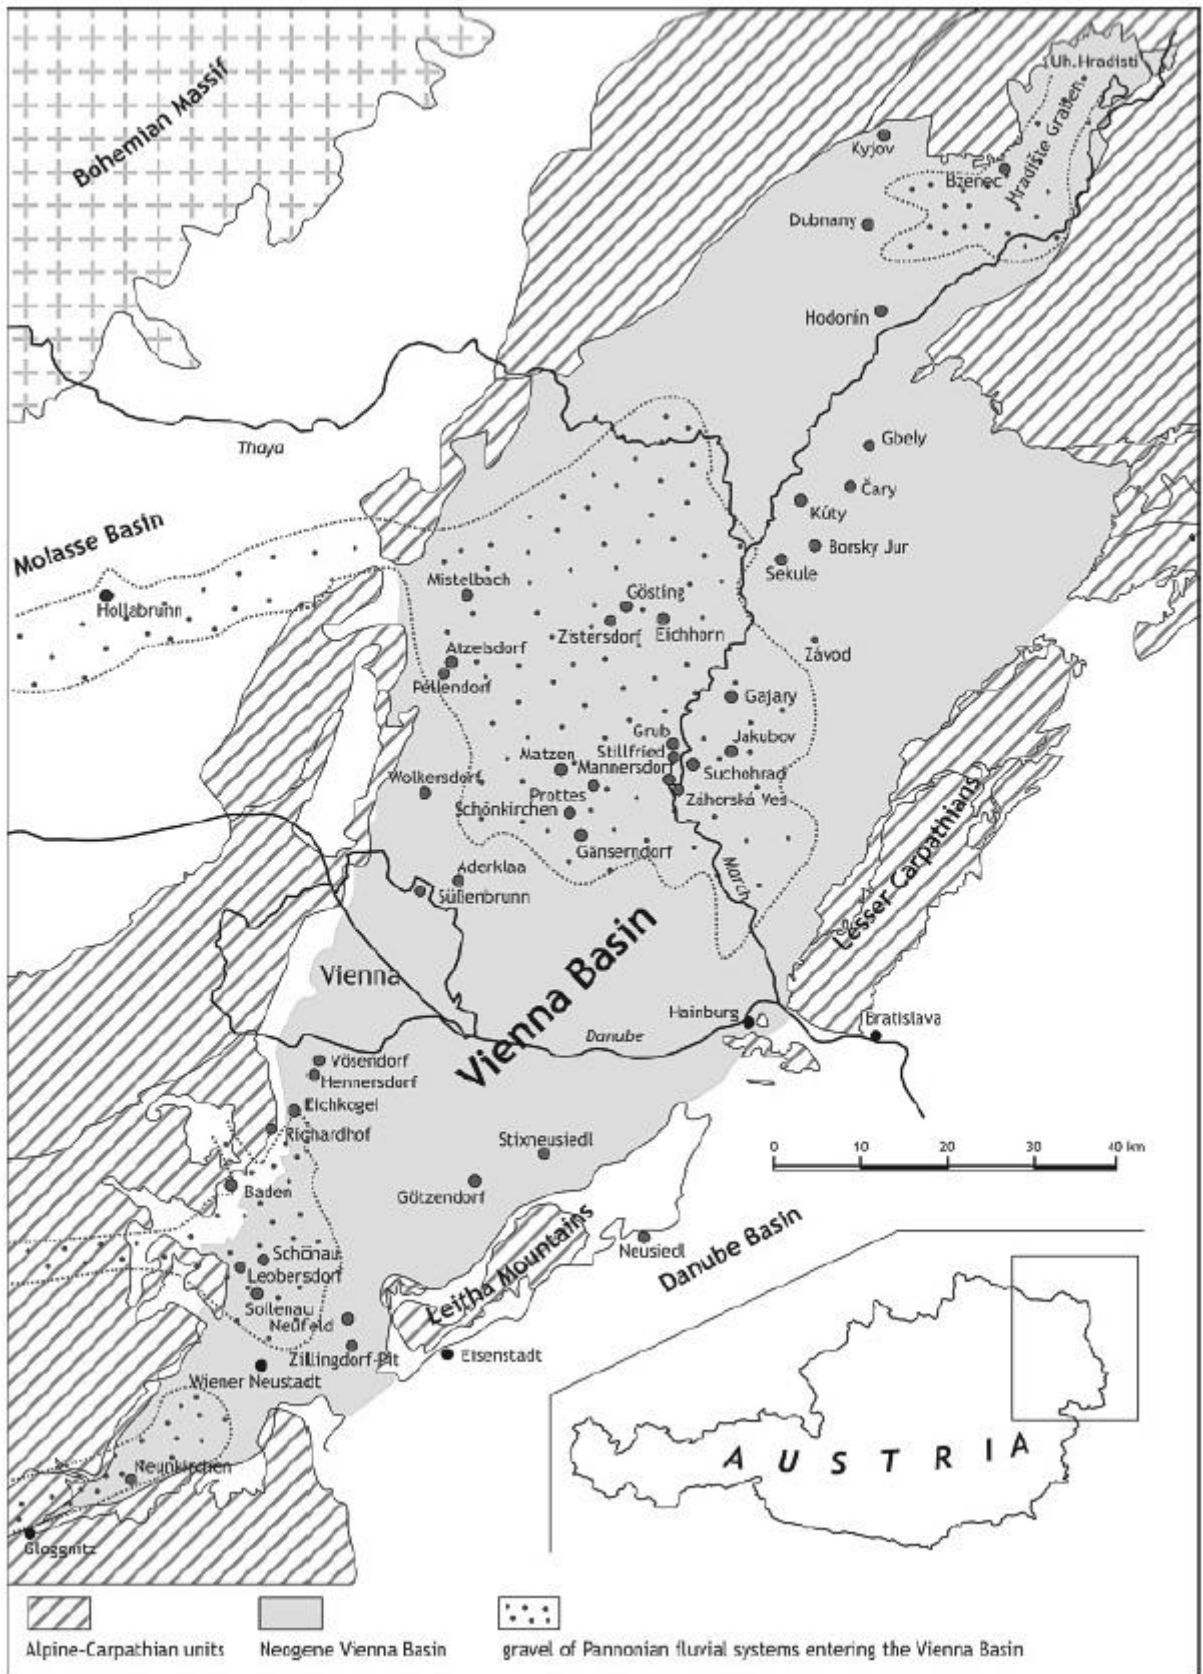 Bohemian Massif
Uh.Hradisti
Hradište Graben
Kyjov
Bzenec
Dubnany
Hodonín
Thaya
Gbely
Čary
Kúty
Molasse Basin
Borsky Jur
Sekule
Mistelbach
Hollabrunn
Gösting
Zistersdorf
Eichhorn
Atzelsdorf
Závod
Pellendorf
Gajary
Grub
Jakubov
Stillfried
Matzen
Mannersdorf
Suchohrad
Wolkersdorf
Prottes
Záhorská Ves
Schönkirchen
Gänserndorf
Aderklaa
March
Süßenbrunn
Lesser Carpathians
Vienna
Vienna Basin
Hainburg
Bratislava
Danube
Vösendorf
Hennersdorf
Eichkogel
Richardhof
Stixneusiedl
0 10 20 30 40 km
Baden
Götzendorf
Neusiedl
Danube Basin
Schönau
Leobersdorf
Leitha Mountains
Sollenau
Neufeld
Zillingdorf-Pit
Eisenstadt
Wiener Neustadt
AUSTRIA
Neunkirchen
Gloggnitz
Alpine-Carpathian units
Neogene Vienna Basin
gravel of Pannonian fluvial systems entering the Vienna Basin